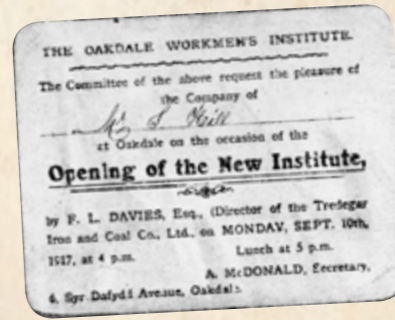 THE OAKDALE WORKMEN'S INSTITUTE.
The Committee of the above request the pleasure of
the Company of
Mr S Hill
at Oakdale on the occasion of the
Opening of the New Institute,
by F. L. DAVIES, Esq., (Director of the Tredegar
Iron and Coal Co., Ltd., on MONDAY, SEPT. 10th,
1917, at 4 p.m.
Lunch at 5 p.m.
A. McDONALD, Secretary,
6, Syr Dafydd Avenue, Oakdale.